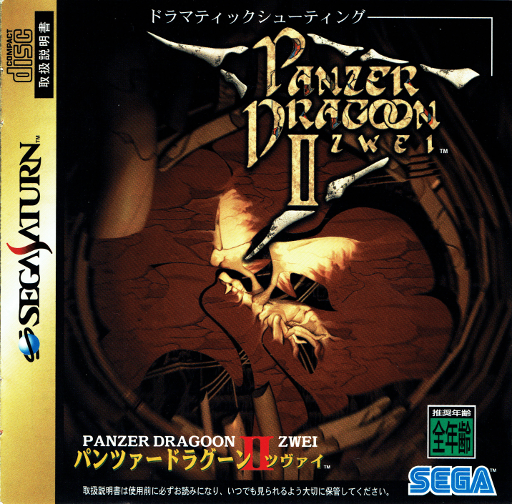 ドラマティックシューティング
COMPACT
disc
取扱説明書
PANZER
DRAGOON
II ZWEI ™
SEGA SATURN™
PANZER DRAGOON II ZWEI
パンツァードラグーン ツヴァイ™
推奨年齢
全年齢
SEGA
取扱説明書は使用前に必ずお読みになり、いつでも見られるよう大切に保管してください。